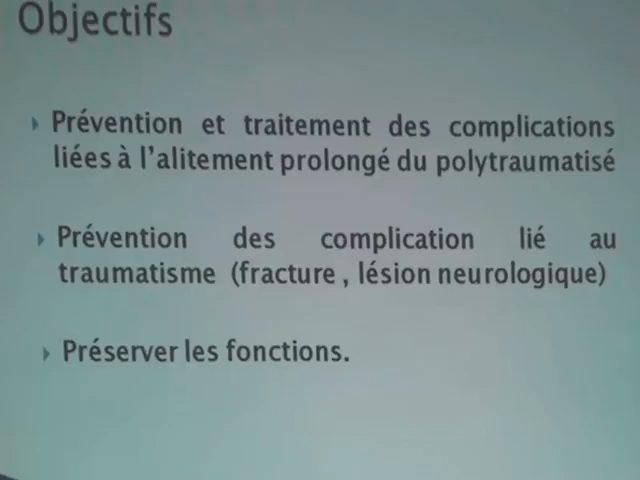 Objectifs
Prévention et traitement des complications
liées à l'alitement prolongé du polytraumatisé
Prévention des complication lié au
traumatisme (fracture , lésion neurologique)
Préserver les fonctions.